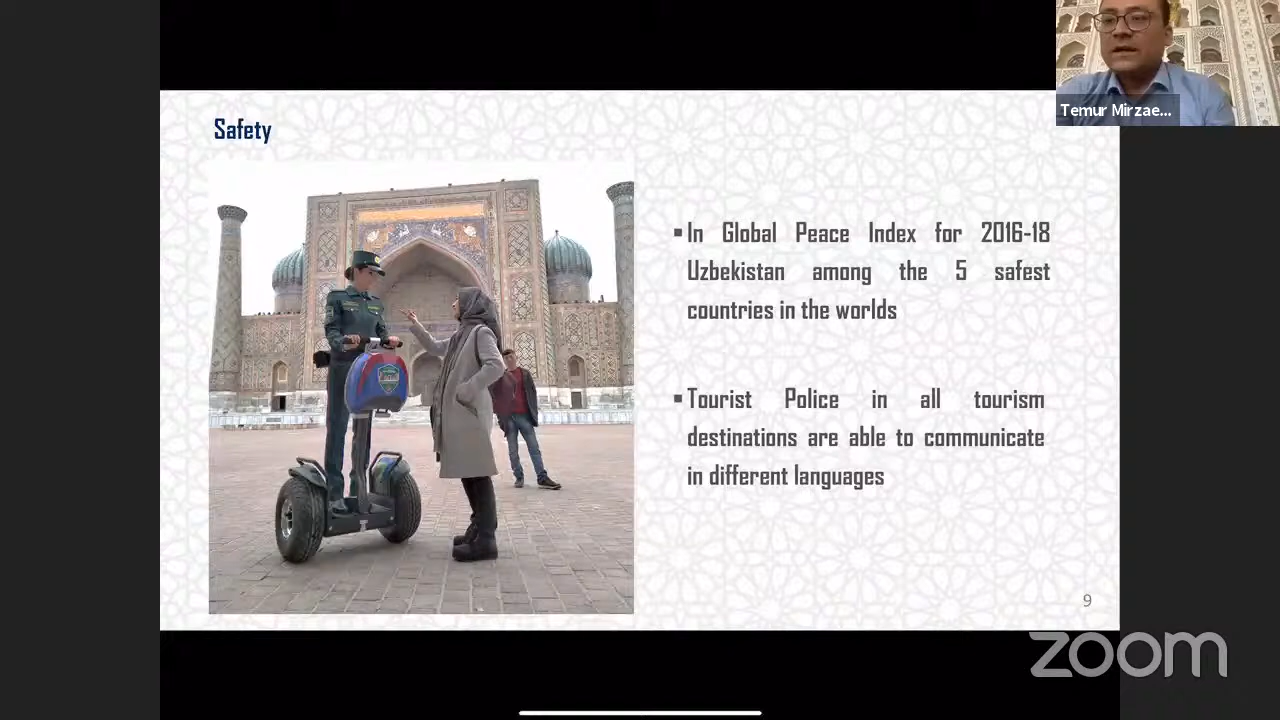 Temur Mirzae...
Safety
▪In Global Peace Index for 2016-18
Uzbekistan among the 5 safest
countries in the worlds
▪Tourist Police in all tourism
destinations are able to communicate
in different languages
9
zoom